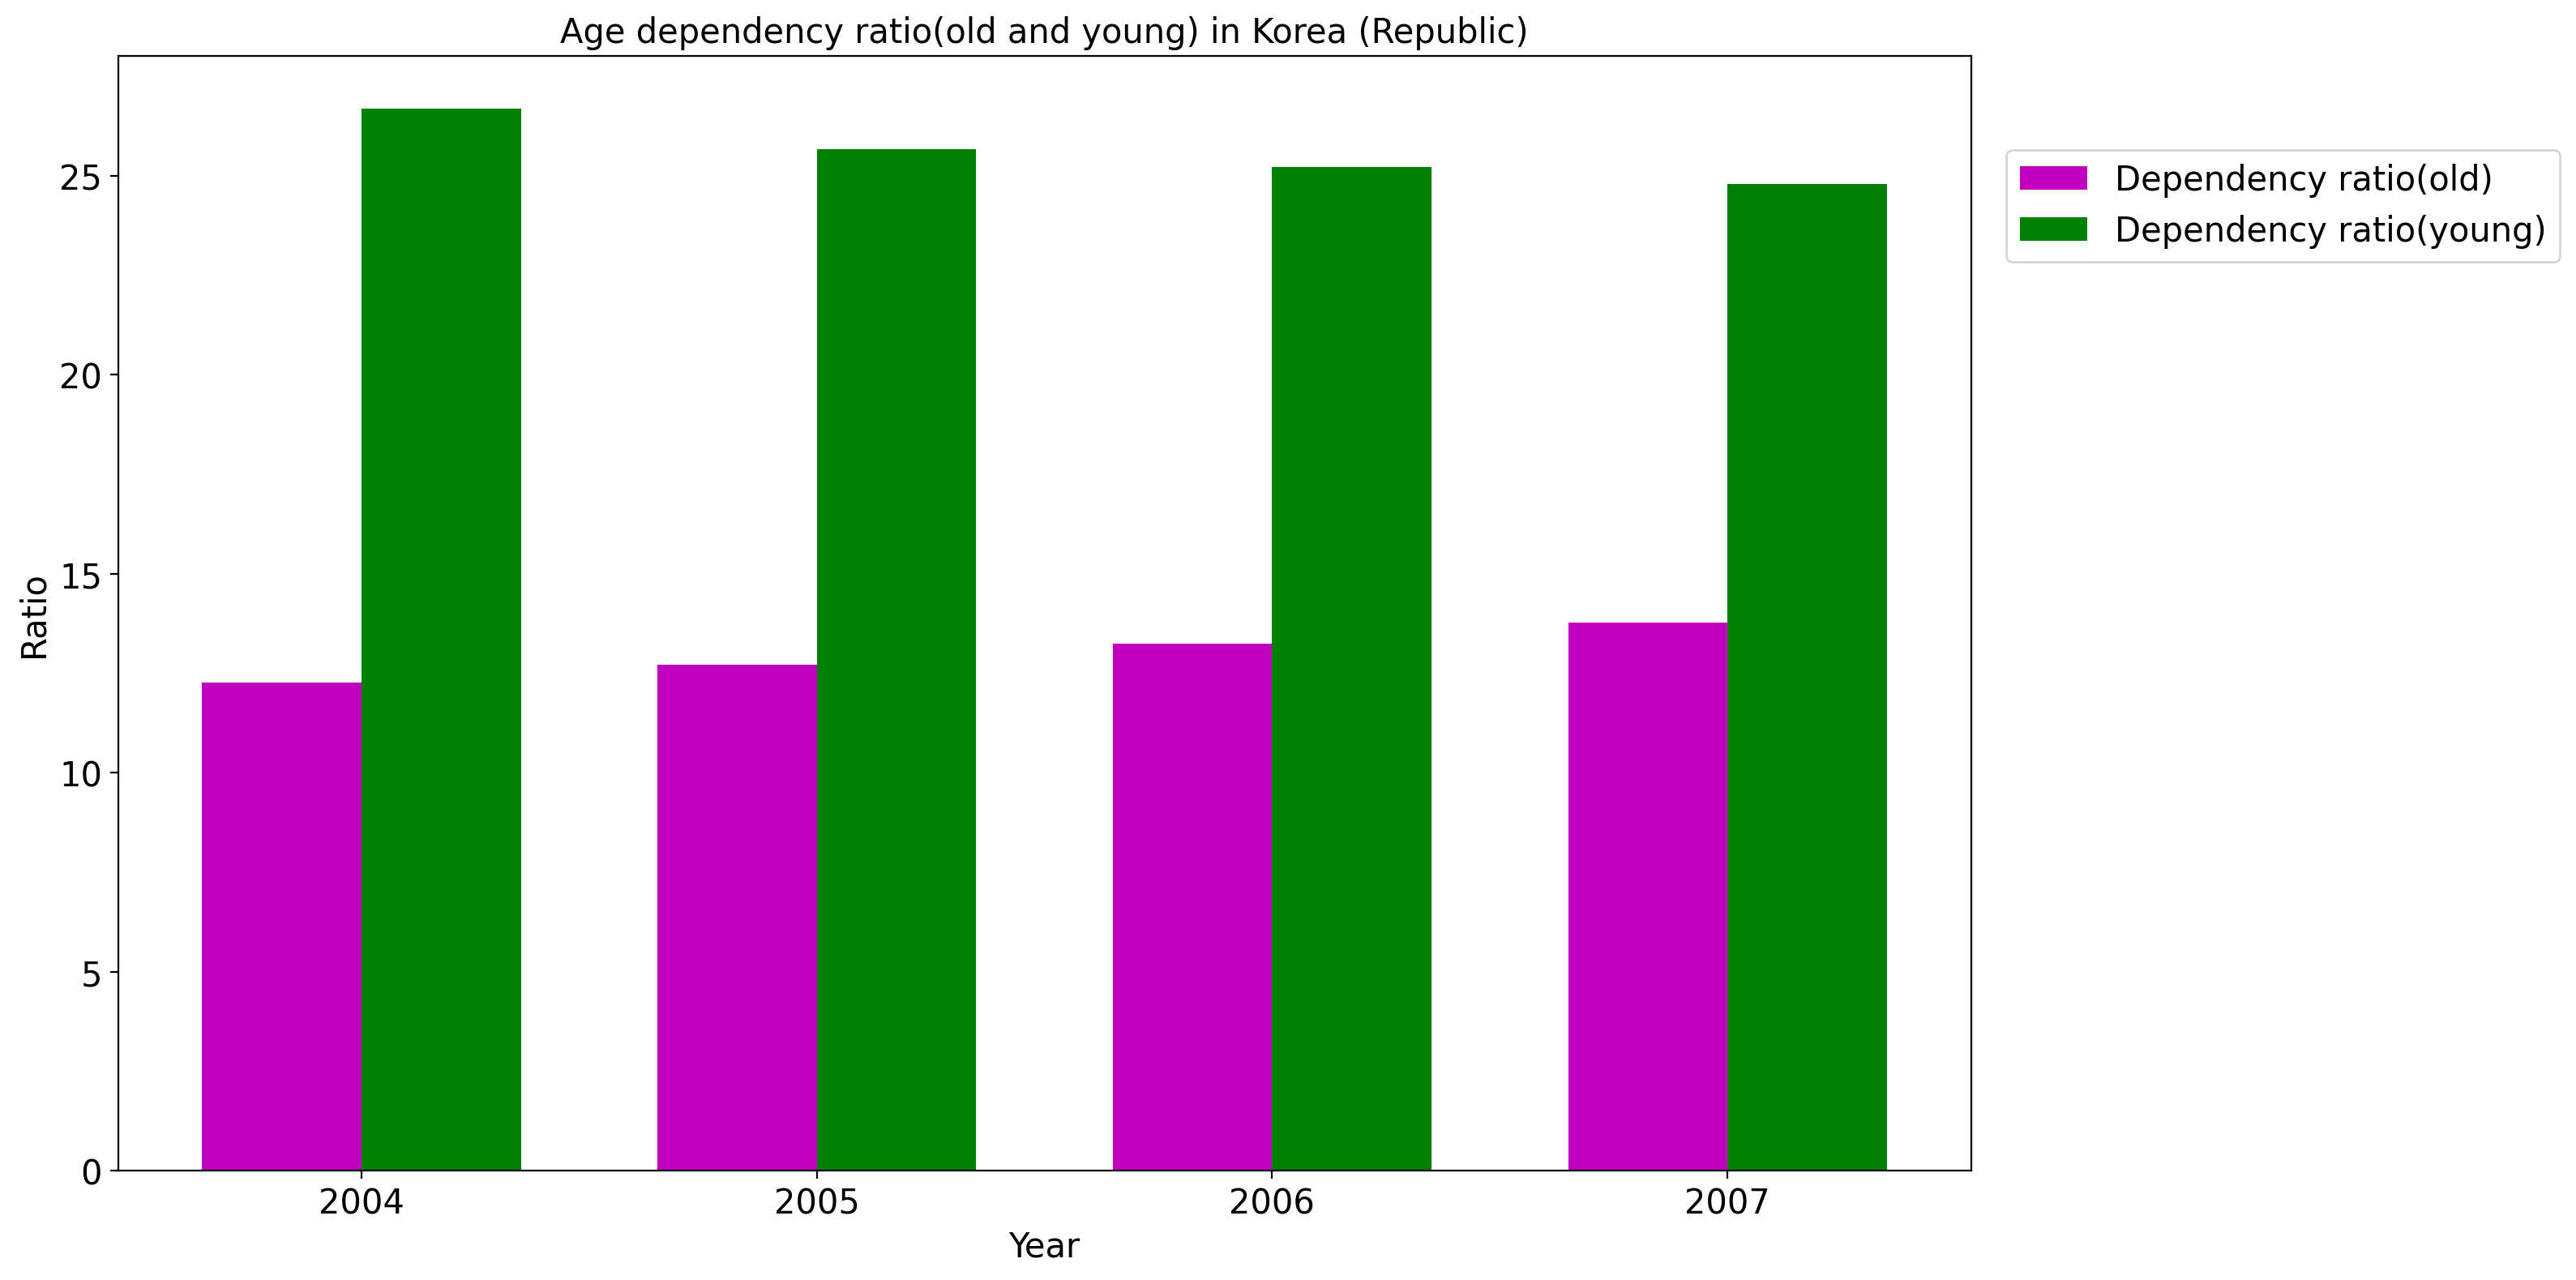 Age dependency ratio(old and young) in Korea (Republic)
Dependency ratio(old)
Dependency ratio(young)
25
20
15
10
5
0
Ratio
2004 2005 2006 2007
Year